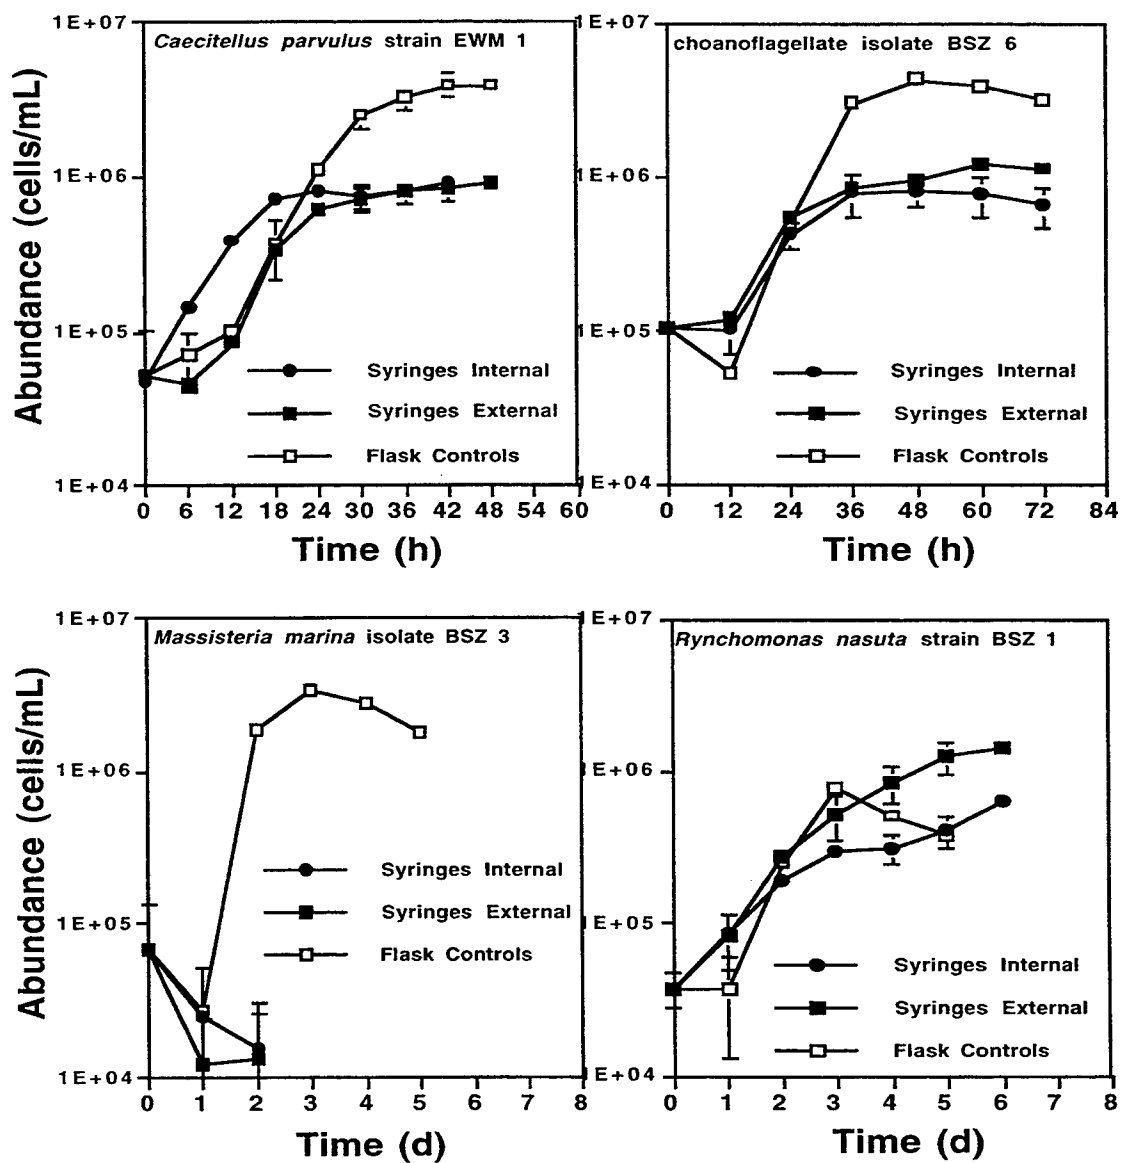 Caecitellus parvulus strain EWM 1
Abundance (cells/mL)
1E+07
1E+06
1E+05
1E+04
Syringes Internal
Syringes External
Flask Controls
0 6 12 18 24 30 36 42 48 54 60
Time (h)
choanoflagellate isolate BSZ 6
1E+07
1E+06
1E+05
1E+04
Syringes Internal
Syringes External
Flask Controls
0 12 24 36 48 60 72 84
Time (h)
Massisteria marina isolate BSZ 3
Abundance (cells/mL)
1E+07
1E+06
1E+05
1E+04
Syringes Internal
Syringes External
Flask Controls
0 1 2 3 4 5 6 7 8
Time (d)
Rynchomonas nasuta strain BSZ 1
1E+07
1E+06
1E+05
1E+04
Syringes Internal
Syringes External
Flask Controls
0 1 2 3 4 5 6 7 8
Time (d)